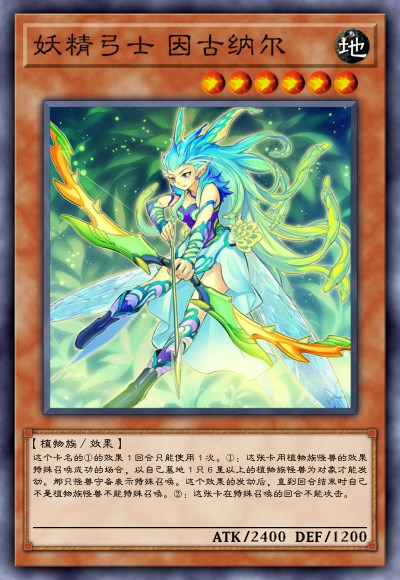 妖精弓士 因古纳尔
地
【植物族／效果】
这个卡名的①的效果1回合只能使用1次。①：这张卡用植物族怪兽的效果
特殊召唤成功的场合，以自己墓地1只6星以上的植物族怪兽为对象才能发
动。那只怪兽守备表示特殊召唤。这个效果的发动后，直到回合结束时自己
不是植物族怪兽不能特殊召唤。②：这张卡在特殊召唤的回合不能攻击。
ATK/2400 DEF/1200